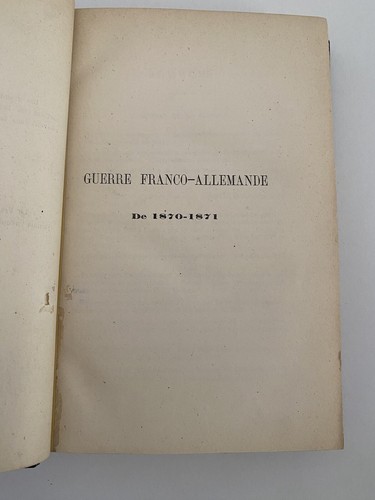 GUERRE FRANCO-ALLEMANDE
De 1870-1871